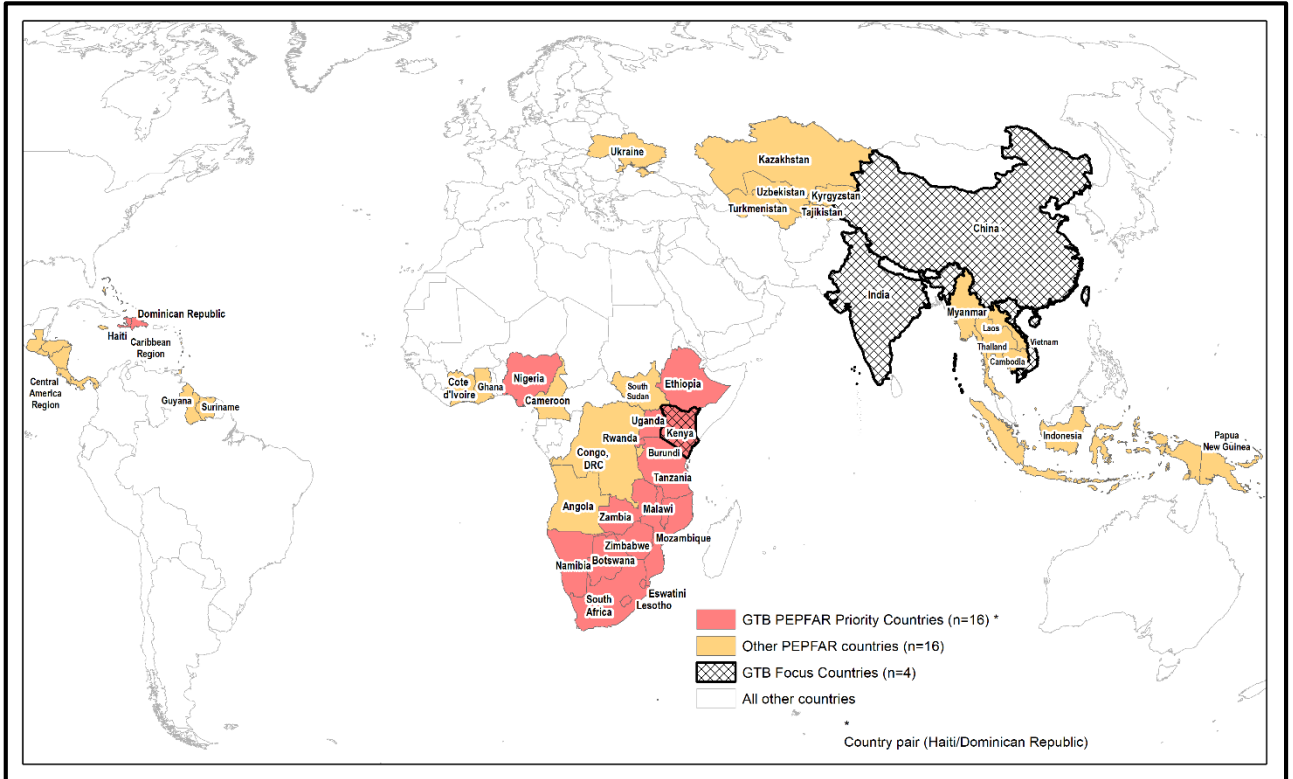 Ukraine
Kazakhstan
Uzbekistan
Kyrgyzstan
Turkmenistan
Tajikistan
China
India
Myanmar
Laos
Thailand
Vietnam
Cambodia
Indonesia
Papua
New Guinea
Dominican Republic
Haiti
Caribbean
Region
Central
America
Region
Guyana
Suriname
Cote
d'Ivoire
Ghana
Nigeria
Cameroon
South
Sudan
Ethiopia
Uganda
Kenya
Rwanda
Burundi
Congo,
DRC
Tanzania
Angola
Zambia
Malawi
Mozambique
Zimbabwe
Namibia
Botswana
South
Africa
Eswatini
Lesotho
GTB PEPFAR Priority Countries (n=16) *
Other PEPFAR countries (n=16)
GTB Focus Countries (n=4)
All other countries
*
Country pair (Haiti/Dominican Republic)